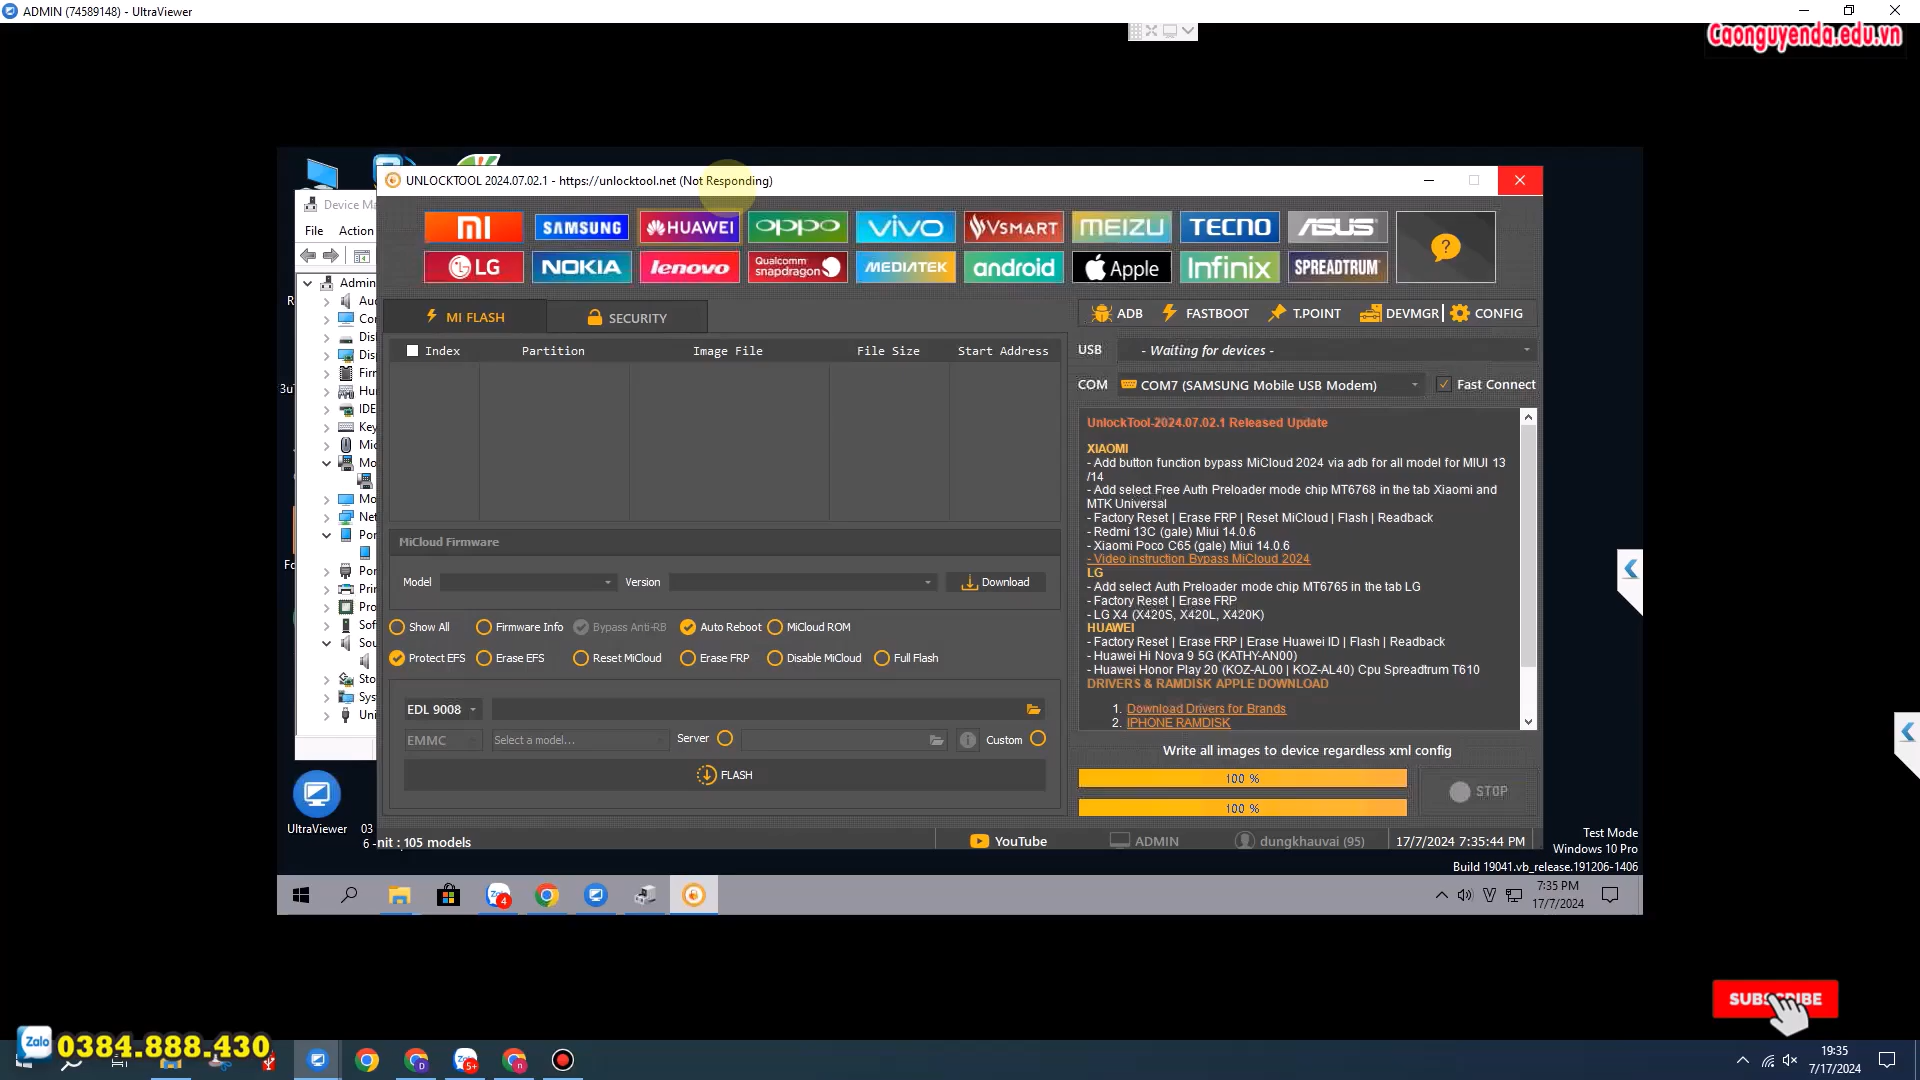 ADMIN (74589148) - UltraViewer
Caonguyenda.edu.vn
UNLOCKTOOL 2024.07.02.1 - https://unlocktool.net (Not Responding)
Device Ma
File Action
Admin
MI SAMSUNG HUAWEI oppo vivo VSMART MEIZU TECNO ASUS ?
LG NOKIA lenovo Qualcomm snapdragon MEDIATEK android Apple Infinix SPREADTRUM
MI FLASH SECURITY
ADB FASTBOOT T.POINT DEVMGR CONFIG
Index Partition Image File File Size Start Address
USB - Waiting for devices -
COM COM7 (SAMSUNG Mobile USB Modem) Fast Connect
UnlockTool-2024.07.02.1 Released Update
XIAOMI
- Add button function bypass MiCloud 2024 via adb for all model for MIUI 13
/14
- Add select Free Auth Preloader mode chip MT6768 in the tab Xiaomi and
MTK Universal
- Factory Reset | Erase FRP | Reset MiCloud | Flash | Readback
- Redmi 13C (gale) Miui 14.0.6
- Xiaomi Poco C65 (gale) Miui 14.0.6
- Video instruction Bypass MiCloud 2024
LG
- Add select Auth Preloader mode chip MT6765 in the tab LG
- Factory Reset | Erase FRP
- LG X4 (X420S, X420L, X420K)
HUAWEI
- Factory Reset | Erase FRP | Erase Huawei ID | Flash | Readback
- Huawei Hi Nova 9 5G (KATHY-AN00)
- Huawei Honor Play 20 (KOZ-AL00 | KOZ-AL40) Cpu Spreadtrum T610
DRIVERS & RAMDISK APPLE DOWNLOAD
1. Download Drivers for Brands
2. IPHONE RAMDISK
MiCloud Firmware
Model Version Download
Show All Firmware Info Bypass Anti-RB Auto Reboot MiCloud ROM
Protect EFS Erase EFS Reset MiCloud Erase FRP Disable MiCloud Full Flash
EDL 9008
EMMC Select a model... Server Custom
FLASH
Write all images to device regardless xml config
100 %
100 %
STOP
UltraViewer
03
6
-nit : 105 models
YouTube ADMIN dungkhauvai (95) 17/7/2024 7:35:44 PM
Test Mode
Windows 10 Pro
Build 19041.vb_release.191206-1406
7:35 PM
17/7/2024
SUBSCRIBE
Zalo 0384.888.430
19:35
7/17/2024